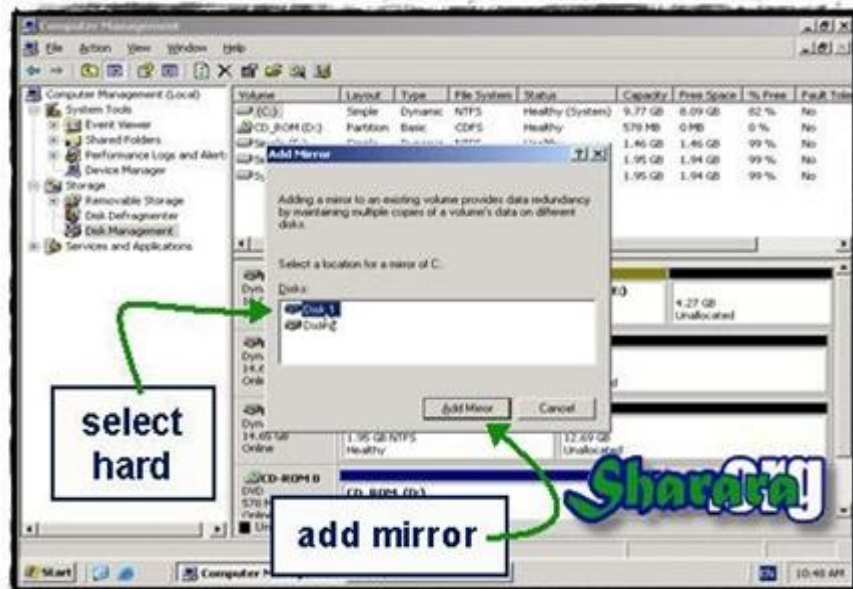 Computer Management
File Action View Window Help
Computer Management (Local)
System Tools
Event Viewer
Shared Folders
Performance Logs and Alert
Device Manager
Storage
Removable Storage
Disk Defragmenter
Disk Management
Services and Applications
Volume Layout Type File System Status Capacity Free Space % Free Fault Tole
(C:) Simple Dynamic NTFS Healthy (System) 9.77 GB 8.09 GB 82 % No
CD_ROM (D:) Partition Basic CDFS Healthy 578 MB 0 MB 0 % No
1.46 GB 1.46 GB 99 % No
1.95 GB 1.94 GB 99 % No
1.95 GB 1.94 GB 99 % No
Add Mirror
Adding a mirror to an existing volume provides data redundancy
by maintaining multiple copies of a volume's data on different
disks.
Select a location for a mirror of C:.
Disks:
Disk 1
Disk 2
Add Mirror Cancel
4.27 GB
Unallocated
14.65 GB
Online
1.95 GB NTFS
Healthy
12.69 GB
Unallocated
CD-ROM 0
DVD
CD_ROM (D:)
select
hard
add mirror
Sharara.org
Start
EN
10:48 AM